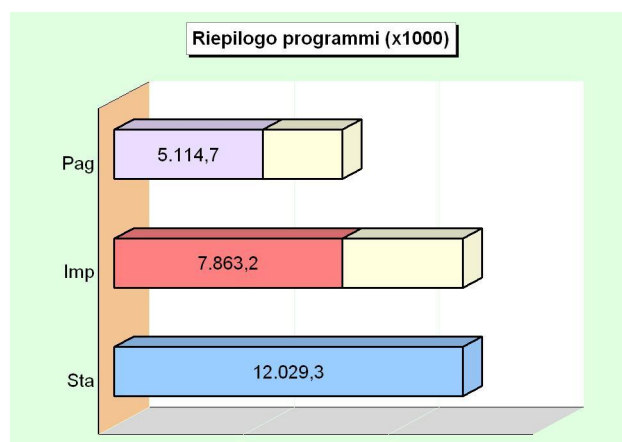 Riepilogo programmi (x1000)
Pag 5.114,7
Imp 7.863,2
Sta 12.029,3